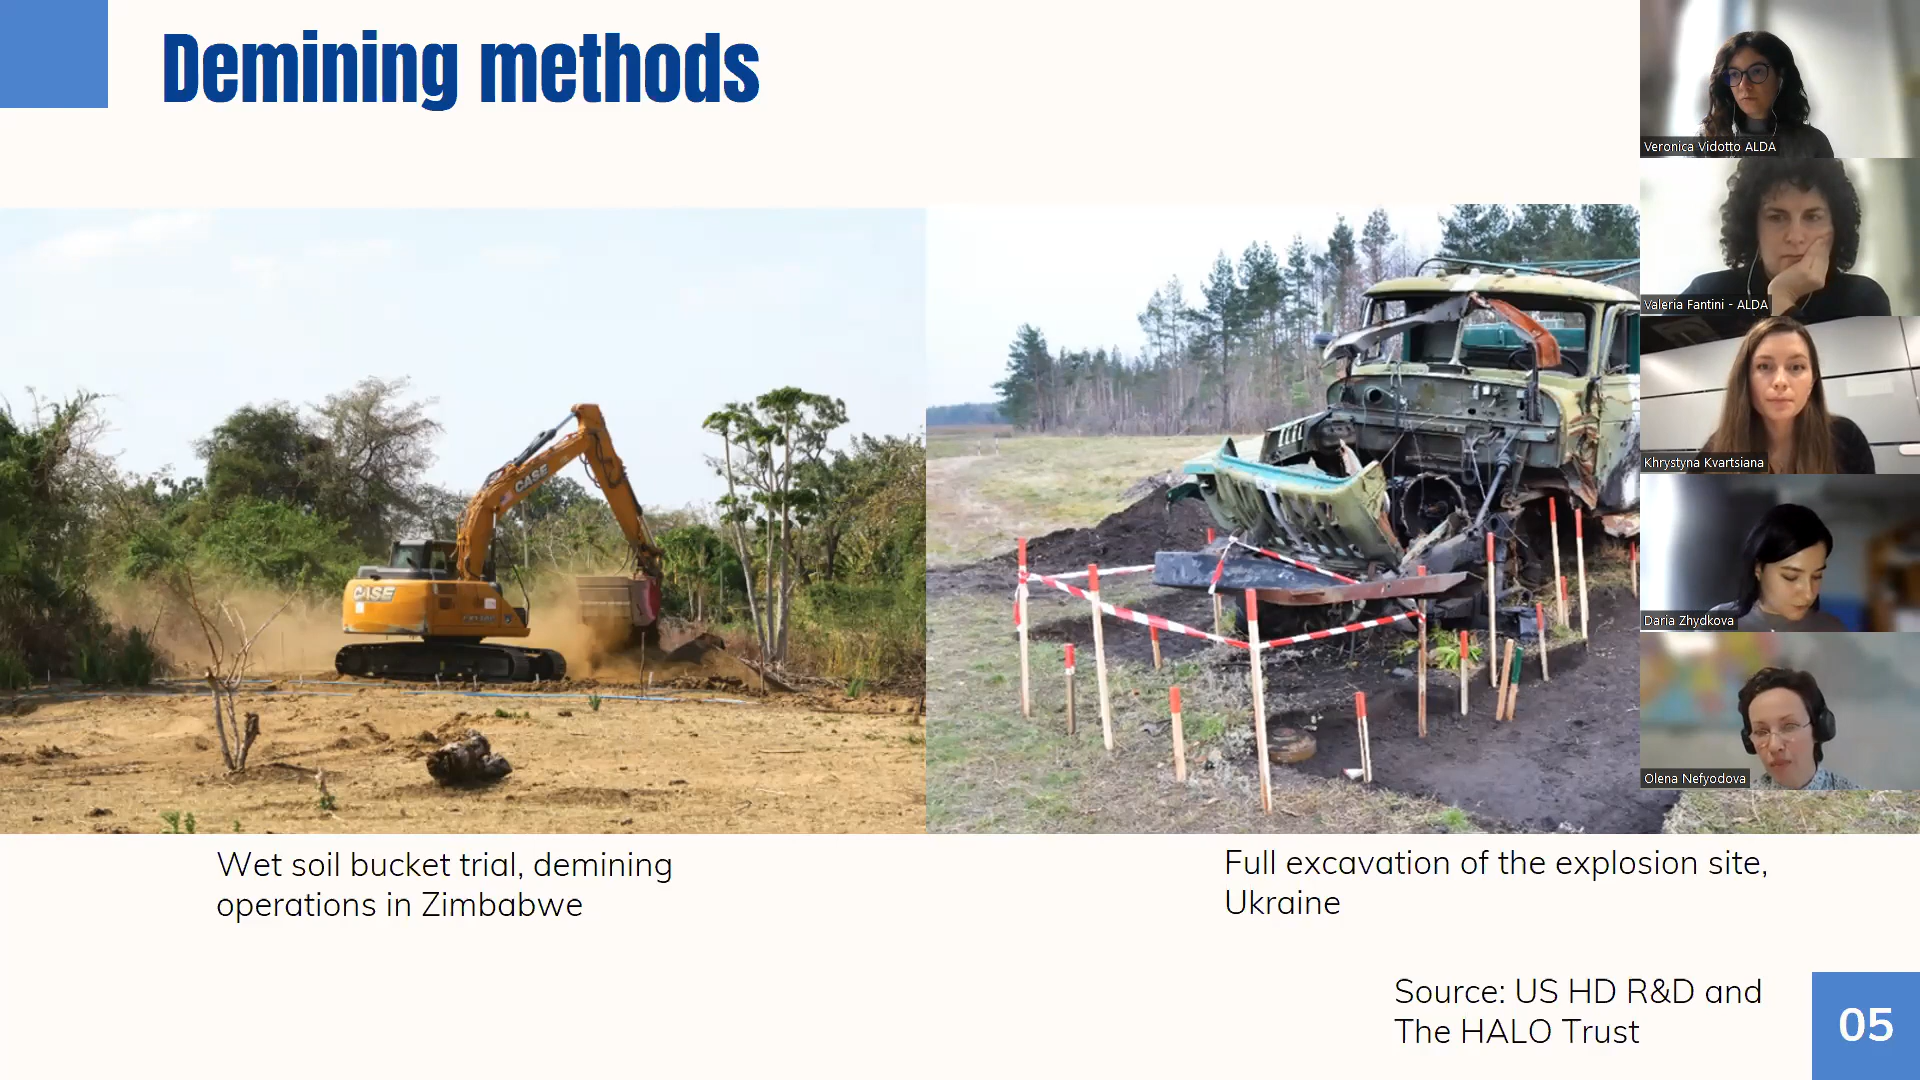 Demining methods
Veronica Vidotto ALDA
Valeria Fantini - ALDA
Khrystyna Kvartsiana
Daria Zhydkova
Olena Nefyodova
CASE
CASE
Wet soil bucket trial, demining
operations in Zimbabwe
Full excavation of the explosion site,
Ukraine
Source: US HD R&D and
The HALO Trust
05